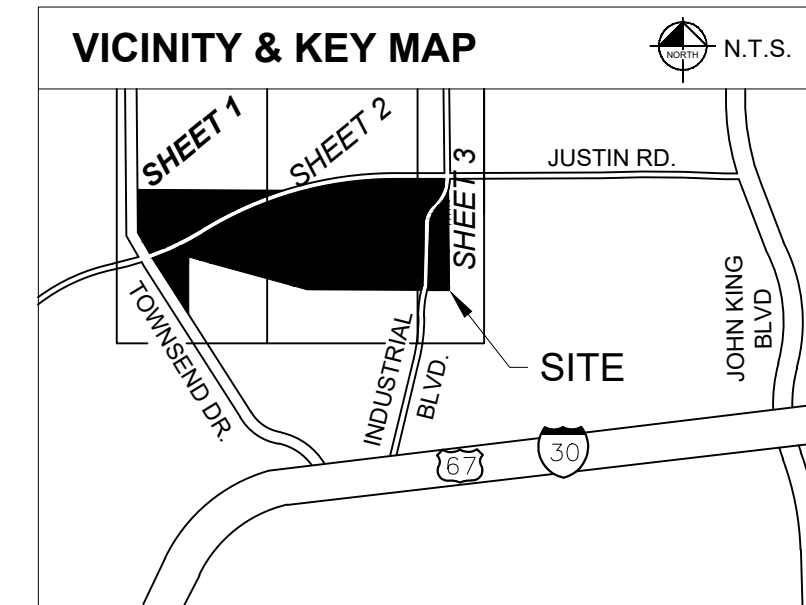 VICINITY & KEY MAP
NORTH
N.T.S.
SHEET 1
SHEET 2
SHEET 3
JUSTIN RD.
TOWNSEND DR.
INDUSTRIAL
BLVD.
JOHN KING
BLVD
SITE
67
30